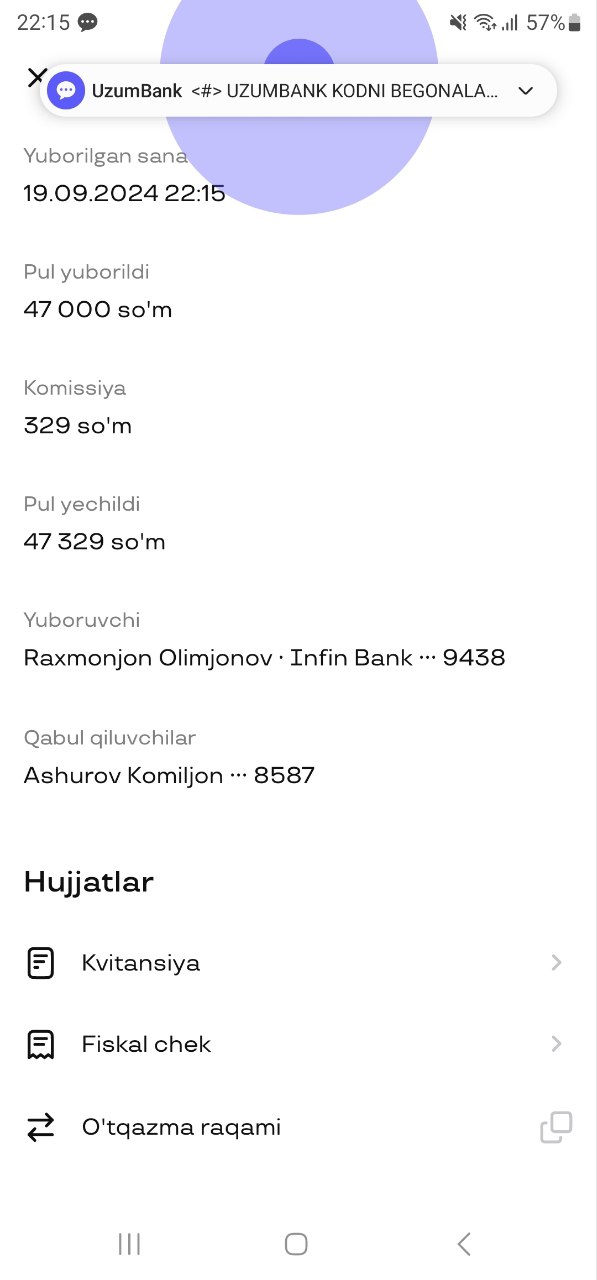 22:15
57%
UzumBank <#> UZUMBANK KODNI BEGONALA...
Yuborilgan sana
19.09.2024 22:15
Pul yuborildi
47 000 so'm
Komissiya
329 so'm
Pul yechildi
47 329 so'm
Yuboruvchi
Raxmonjon Olimjonov · Infin Bank ··· 9438
Qabul qiluvchilar
Ashurov Komiljon ··· 8587
Hujjatlar
Kvitansiya
Fiskal chek
O'tqazma raqami